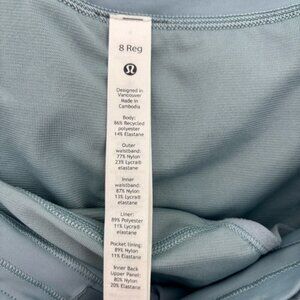 8 Reg
Designed in
Vancouver
Made in
Cambodia
Body:
86% Recycled
polyester
14% Elastane
Outer
waistband:
77% Nylon
23% Lycra®
elastane
Inner
waistband:
87% Nylon
13% Lycra®
elastane
Liner:
89% Polyester
11% Lycra®
elastane
Pocket lining:
89% Nylon
11% Elastane
Inner Back
Upper Panel:
80% Nylon
20% Elastane